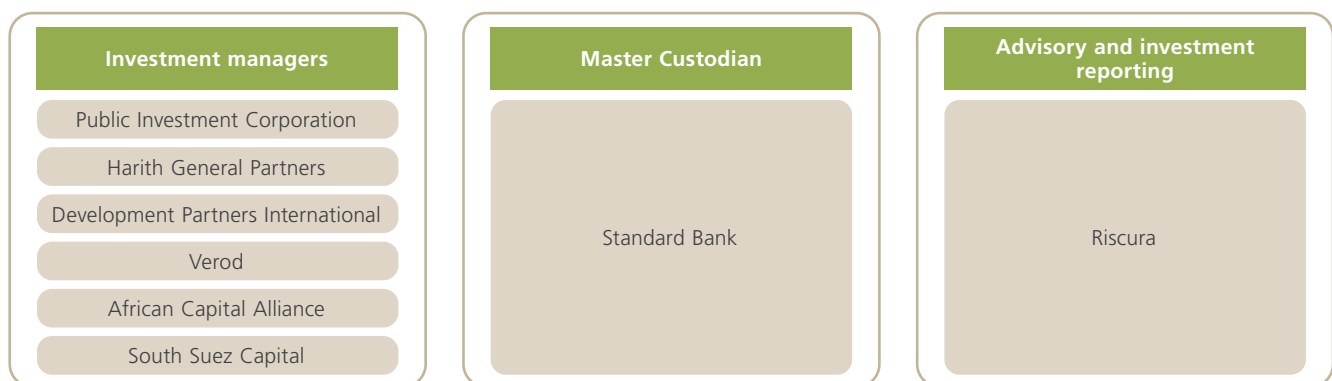 Investment managers
Public Investment Corporation
Harith General Partners
Development Partners International
Verod
African Capital Alliance
South Suez Capital
Master Custodian
Standard Bank
Advisory and investment
reporting
Riscura